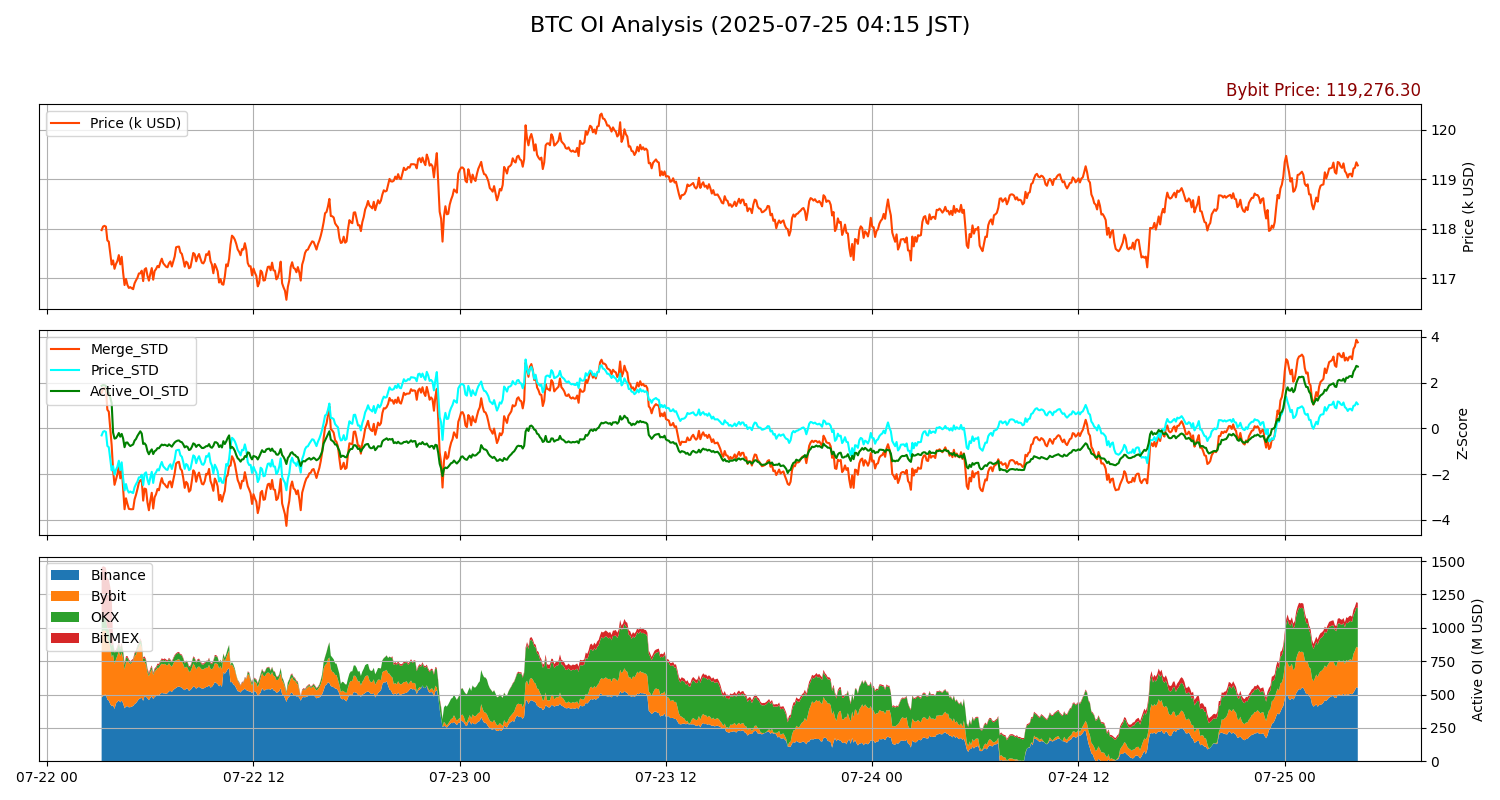 BTC OI Analysis (2025-07-25 04:15 JST)
Bybit Price: 119,276.30
Price (k USD)
120
119
118
117
Price (k USD)
Merge_STD
Price_STD
Active_OI_STD
4
2
0
−2
−4
Z-Score
Binance
Bybit
OKX
BitMEX
1500
1250
1000
750
500
250
0
Active OI (M USD)
07-22 00
07-22 12
07-23 00
07-23 12
07-24 00
07-24 12
07-25 00